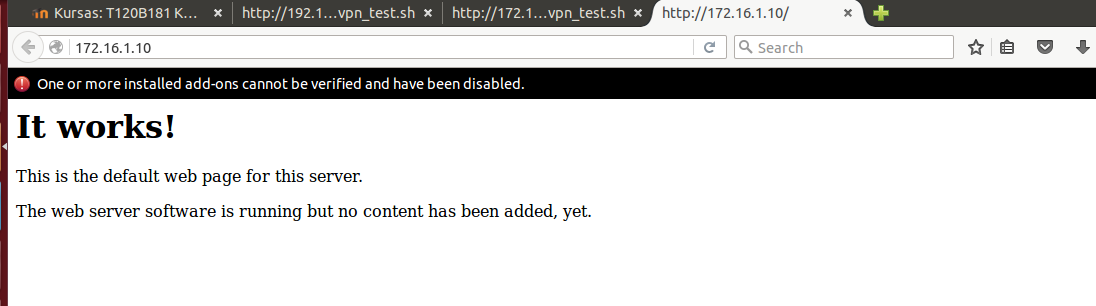 Kursas: T120B181 K...
http://192.1...vpn_test.sh
http://172.1...vpn_test.sh
http://172.16.1.10/
172.16.1.10
Search
One or more installed add-ons cannot be verified and have been disabled.
It works!
This is the default web page for this server.
The web server software is running but no content has been added, yet.